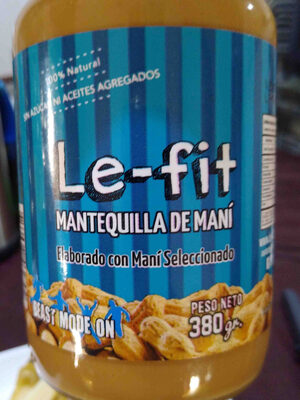 100% Natural
SIN AZUCAR NI ACEITES AGREGADOS
Le-fit
MANTEQUILLA DE MANÍ
Elaborado con Maní Seleccionado
BEAST MODE ON
PESO NETO
380 gr.